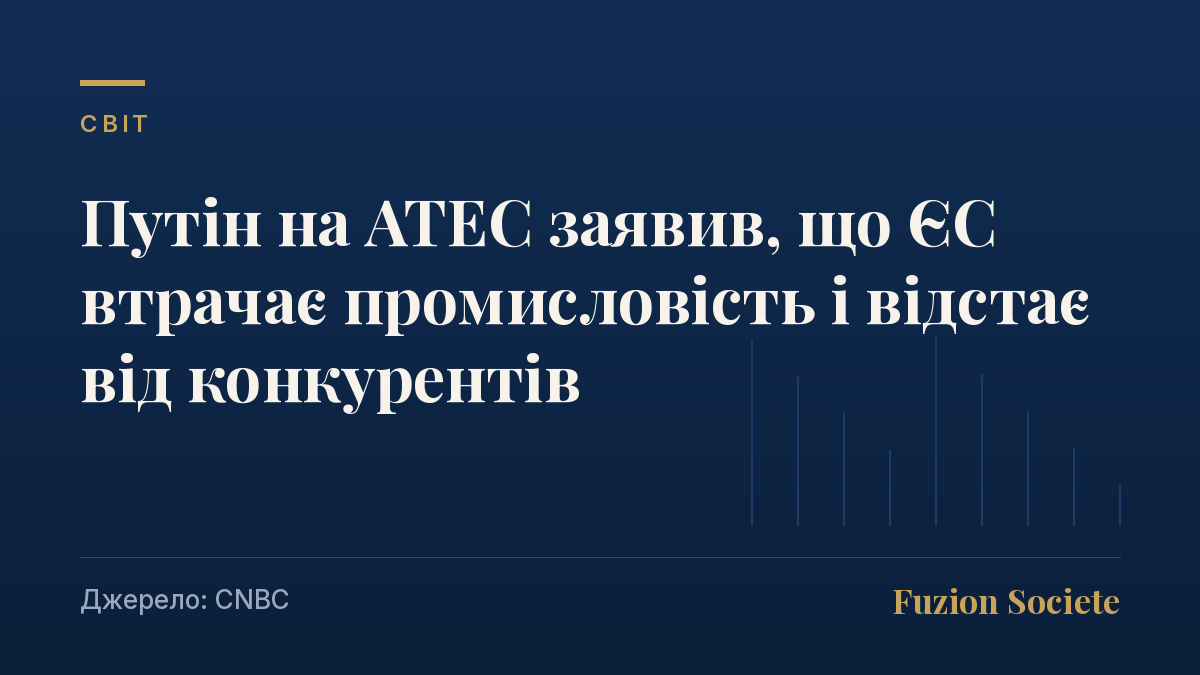 СВІТ
Путін на АТЕС заявив, що ЄС
втрачає промисловість і відстає
від конкурентів
Джерело: CNBC
Fuzion Societe